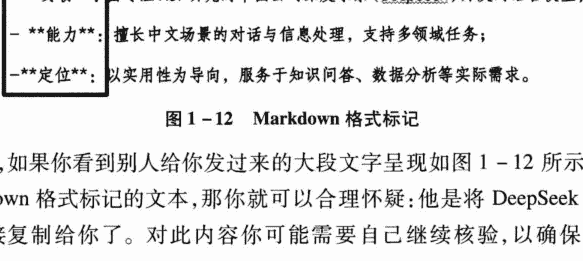 - **能力**：擅长中文场景的对话与信息处理，支持多领域任务；
-**定位**：以实用性为导向，服务于知识问答、数据分析等实际需求。
图 1-12 Markdown 格式标记
,如果你看到别人给你发过来的大段文字呈现如图 1-12 所示
own 格式标记的文本，那你就可以合理怀疑：他是将 DeepSeek
接复制给你了。对此内容你可能需要自己继续核验，以确保